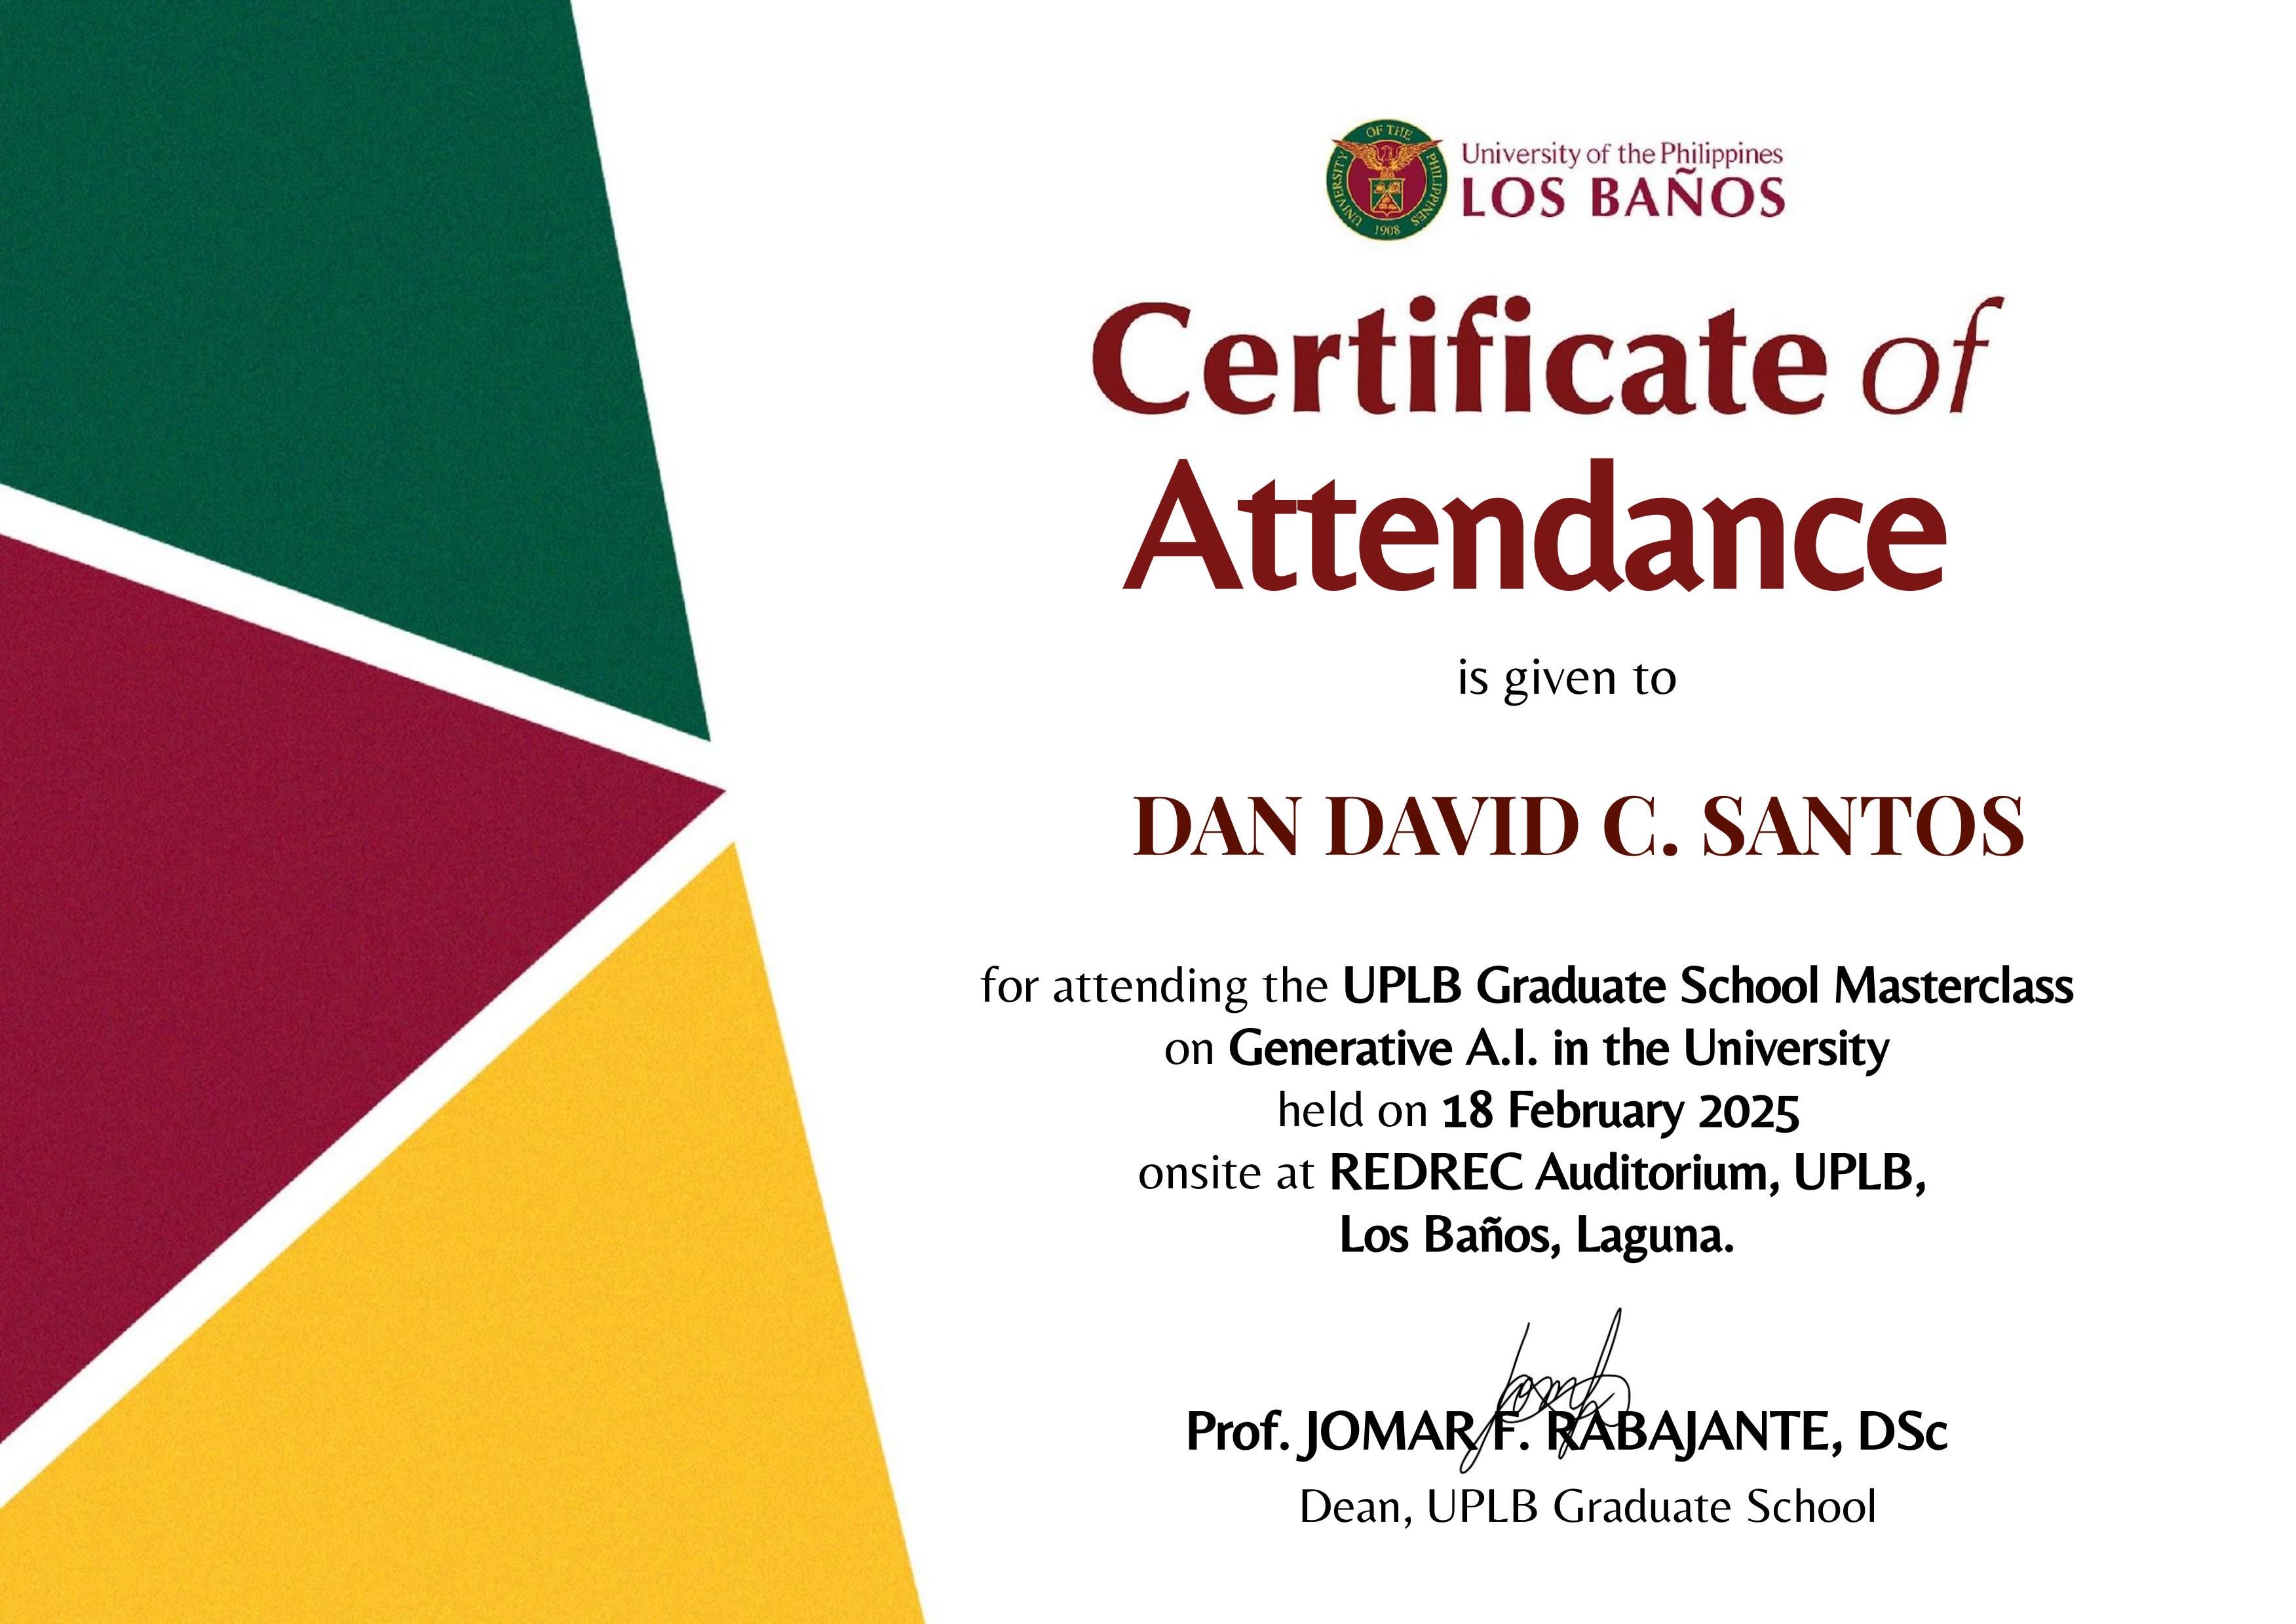 UNIVERSITY OF THE PHILIPPINES
1908
University of the Philippines
LOS BAÑOS
Certificate of
Attendance
is given to
DAN DAVID C. SANTOS
for attending the UPLB Graduate School Masterclass
on Generative A.I. in the University
held on 18 February 2025
onsite at REDREC Auditorium, UPLB,
Los Baños, Laguna.
Prof. JOMAR F. RABAJANTE, DSc
Dean, UPLB Graduate School